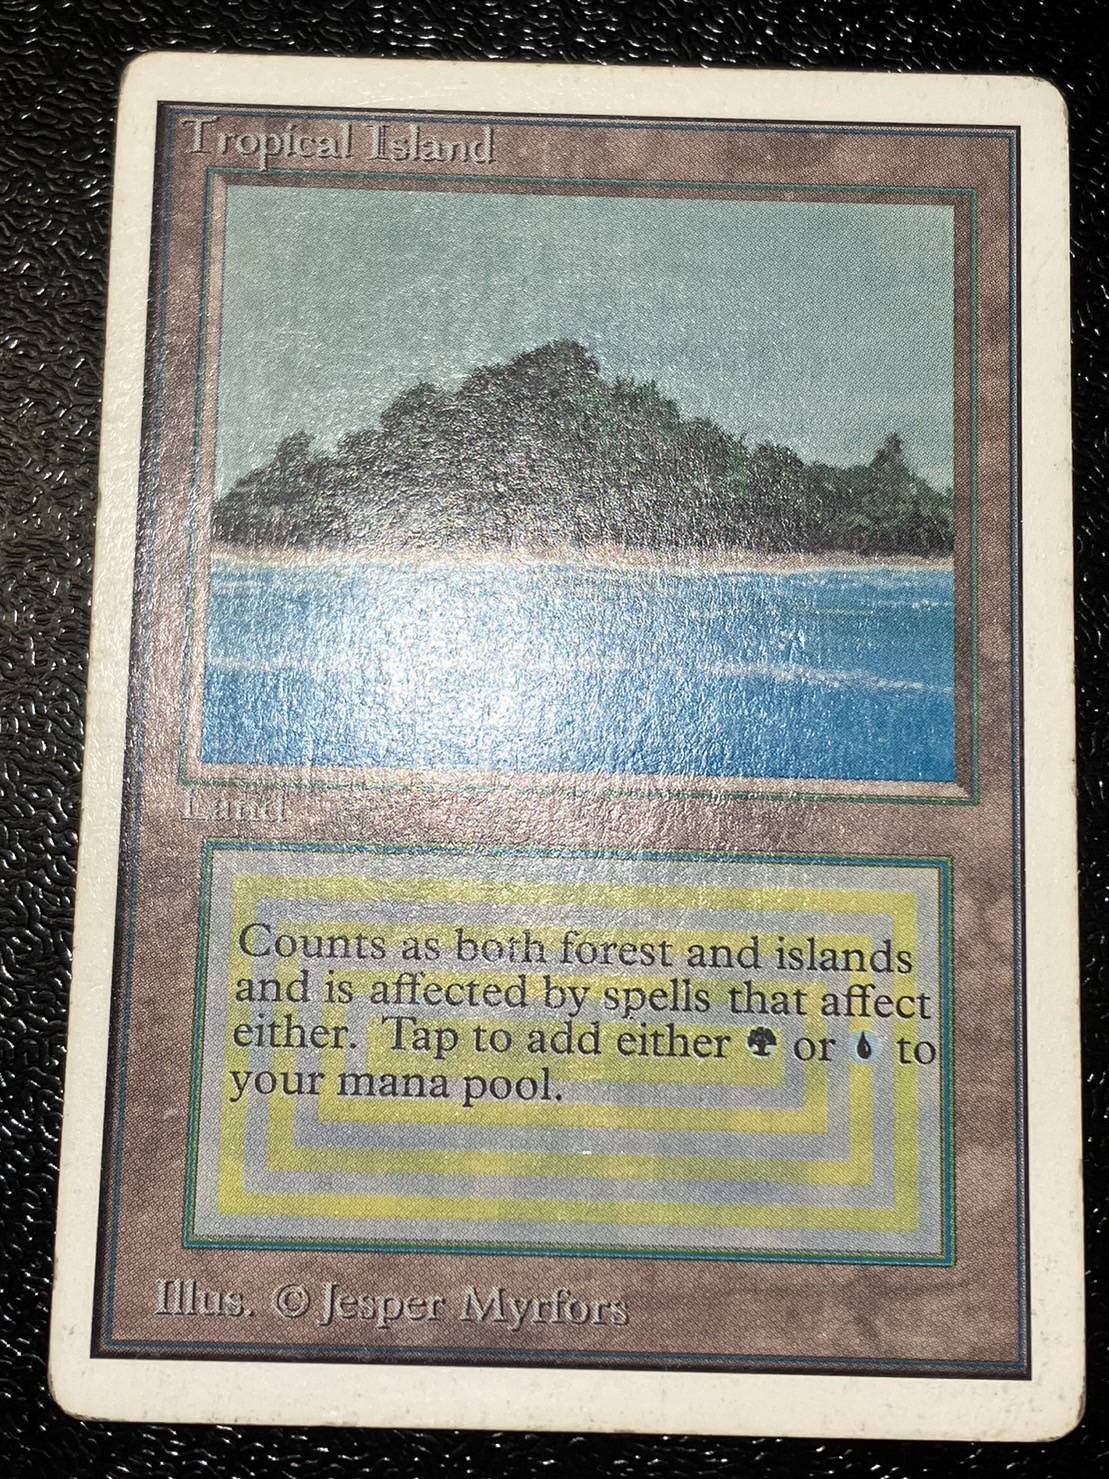 Tropical Island
Land
Counts as both forest and islands
and is affected by spells that affect
either. Tap to add either or to
your mana pool.
Illus. © Jesper Myrfors